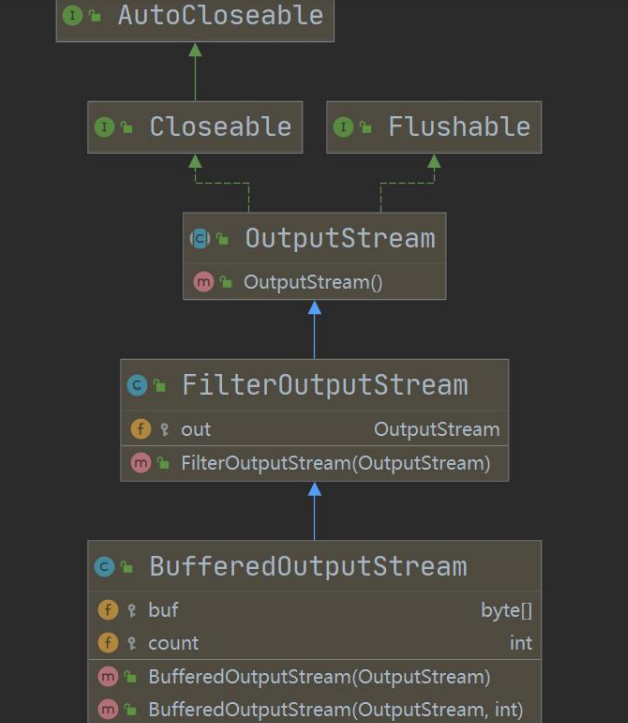 AutoCloseable
Closeable
Flushable
OutputStream
OutputStream()
FilterOutputStream
out OutputStream
FilterOutputStream(OutputStream)
BufferedOutputStream
buf byte[]
count int
BufferedOutputStream(OutputStream)
BufferedOutputStream(OutputStream, int)